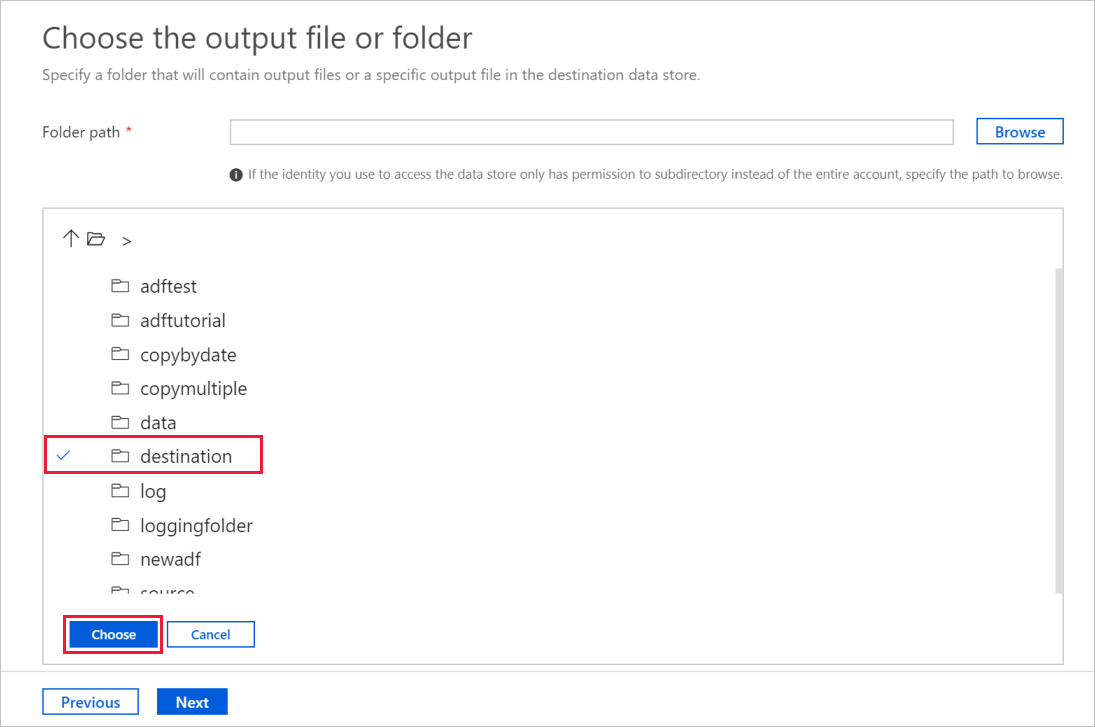 Choose the output file or folder
Specify a folder that will contain output files or a specific output file in the destination data store.
Folder path *
Browse
If the identity you use to access the data store only has permission to subdirectory instead of the entire account, specify the path to browse.
>
adftest
adftutorial
copybydate
copymultiple
data
destination
log
loggingfolder
newadf
source
Choose Cancel
Previous Next